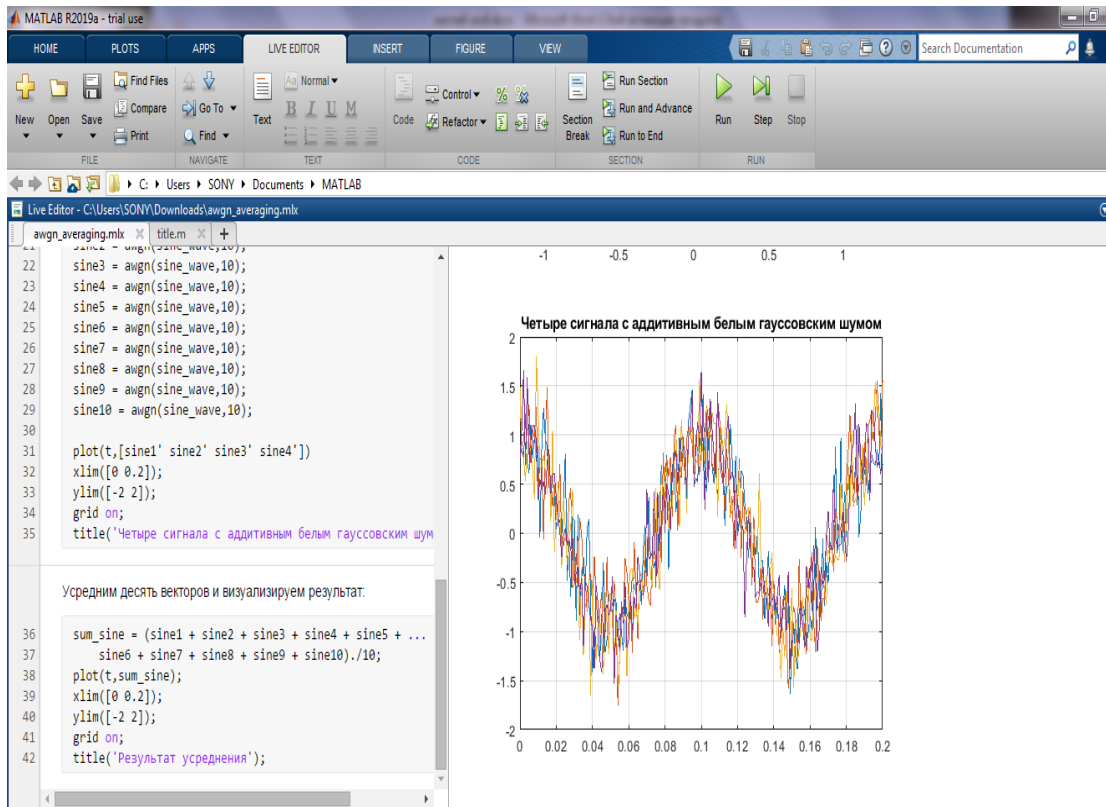 MATLAB R2019a - trial use
HOME PLOTS APPS LIVE EDITOR INSERT FIGURE VIEW
Search Documentation
New Open Save
Find Files
Compare
Print
Go To
Find
Text
Aa Normal
B I U M
Code
Control
Refactor
Section Break
Run Section
Run and Advance
Run to End
Run Step Stop
FILE NAVIGATE TEXT CODE SECTION RUN
C: Users SONY Documents MATLAB
Live Editor - C:\Users\SONY\Downloads\awgn_averaging.mlx
awgn_averaging.mlx title.m
21 sine2 = awgn(sine_wave,10);
22 sine3 = awgn(sine_wave,10);
23 sine4 = awgn(sine_wave,10);
24 sine5 = awgn(sine_wave,10);
25 sine6 = awgn(sine_wave,10);
26 sine7 = awgn(sine_wave,10);
27 sine8 = awgn(sine_wave,10);
28 sine9 = awgn(sine_wave,10);
29 sine10 = awgn(sine_wave,10);
30
31 plot(t,[sine1' sine2' sine3' sine4'])
32 xlim([0 0.2]);
33 ylim([-2 2]);
34 grid on;
35 title('Четыре сигнала с аддитивным белым гауссовским шум
Усредним десять векторов и визуализируем результат:
36 sum_sine = (sine1 + sine2 + sine3 + sine4 + sine5 + ...
37 sine6 + sine7 + sine8 + sine9 + sine10)./10;
38 plot(t,sum_sine);
39 xlim([0 0.2]);
40 ylim([-2 2]);
41 grid on;
42 title('Результат усреднения');
-1 -0.5 0 0.5 1
Четыре сигнала с аддитивным белым гауссовским шумом
2
1.5
1
0.5
0
-0.5
-1
-1.5
-2
0 0.02 0.04 0.06 0.08 0.1 0.12 0.14 0.16 0.18 0.2